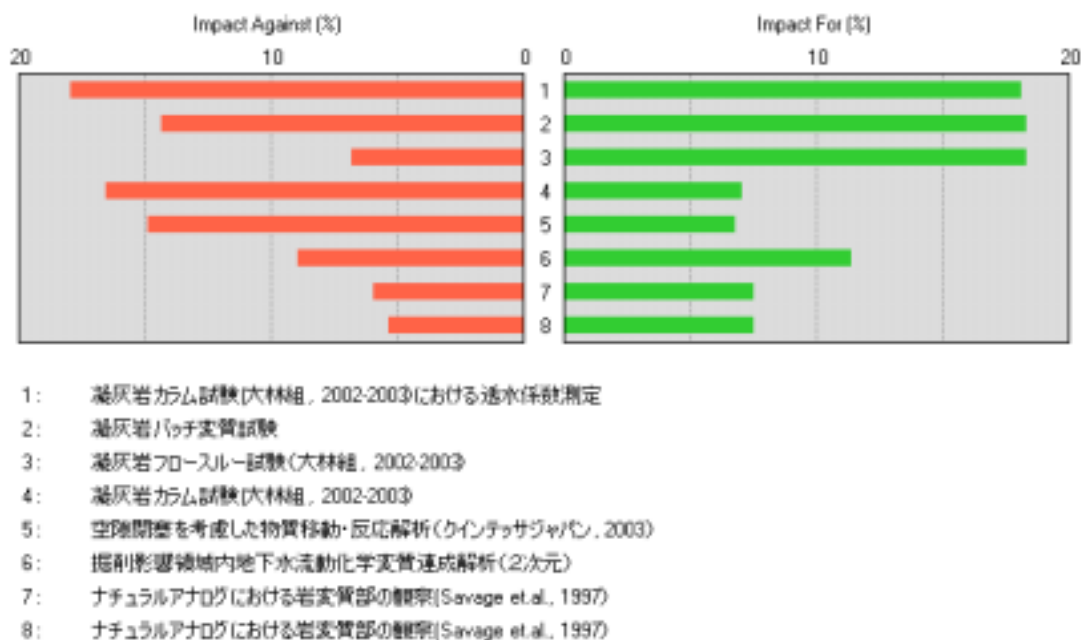 Impact Against (%) Impact For (%)
20 10 0 0 10 20
1
2
3
4
5
6
7
8
1: 凝灰岩カラム試験(大林組, 2002-2003)における透水係数測定
2: 凝灰岩バッチ変質試験
3: 凝灰岩フロースルー試験(大林組, 2002-2003)
4: 凝灰岩カラム試験(大林組, 2002-2003)
5: 空隙閉塞を考慮した物質移動・反応解析(クインテッサジャパン, 2003)
6: 掘削影響領域内地下水流動化学変質連成解析(2次元)
7: ナチュラルアナログにおける岩変質部の観察(Savage et.al., 1997)
8: ナチュラルアナログにおける岩変質部の観察(Savage et.al., 1997)